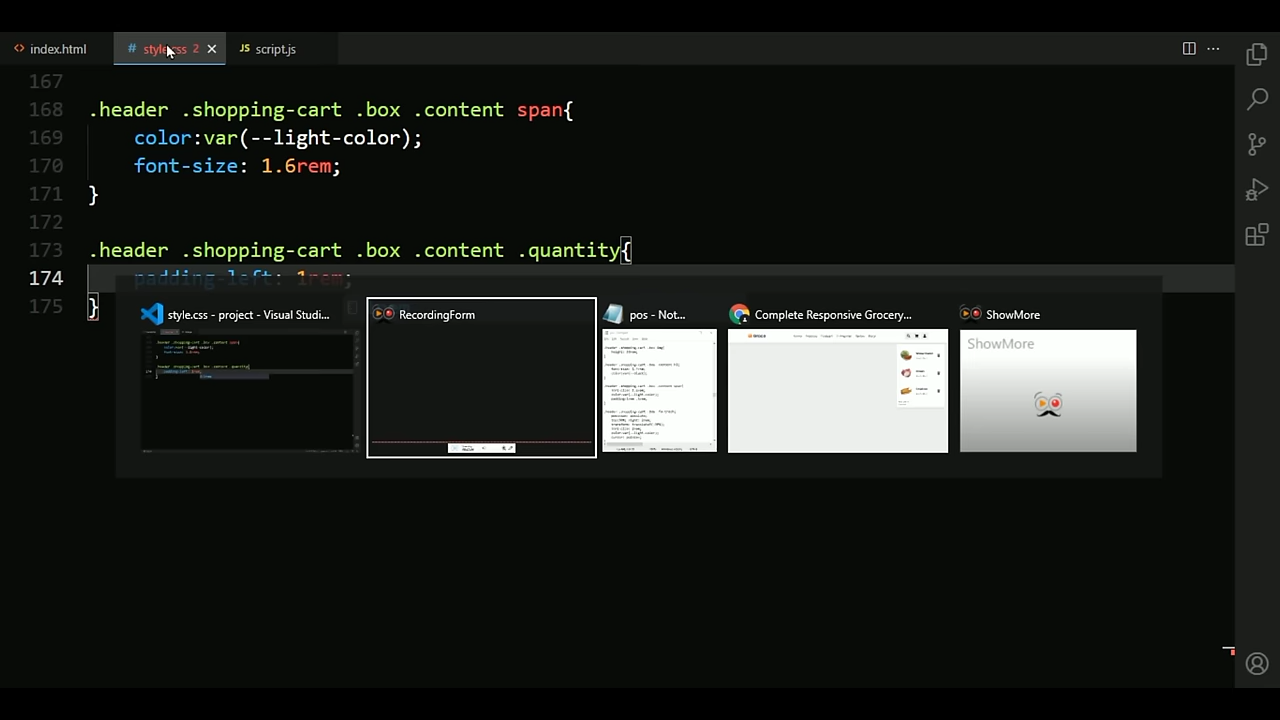 index.html
style.css 2
JS script.js
167
168 .header .shopping-cart .box .content span{
169 color:var(--light-color);
170 font-size: 1.6rem;
171 }
172
173 .header .shopping-cart .box .content .quantity{
174 padding-left: 1rem;
175 }
style.css - project - Visual Studi...
RecordingForm
pos - Not...
Complete Responsive Grocery...
ShowMore
ShowMore